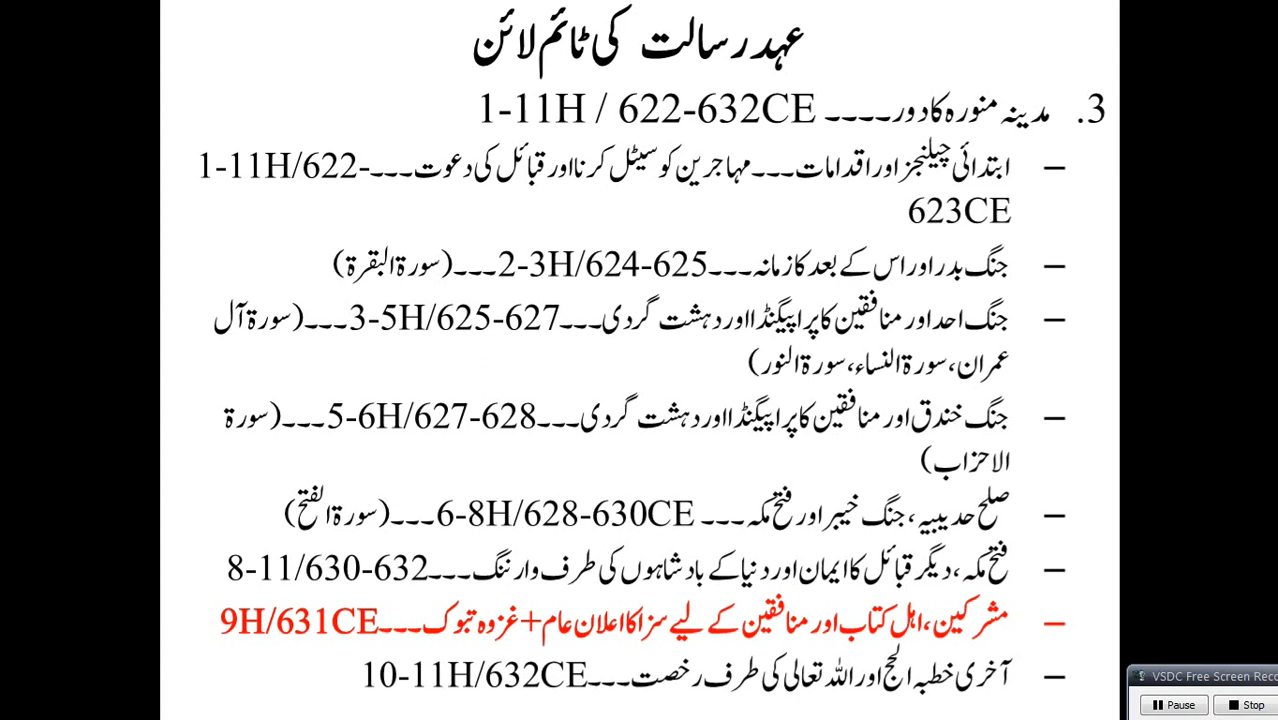 عہد رسالت کی ٹائم لائن
3. مدینہ منورہ کا دور۔۔۔۔ 1-11H / 622-632CE
– ابتدائی چیلنجز اور اقدامات۔۔۔مہاجرین کو سیٹل کرنا اور قبائل کی دعوت۔۔۔1-11H/622-
623CE
– جنگ بدر اور اس کے بعد کا زمانہ۔۔۔2-3H/624-625۔۔۔(سورۃ البقرۃ)
– جنگ احد اور منافقین کا پراپیگنڈا اور دہشت گردی۔۔۔3-5H/625-627۔۔۔(سورۃ آل
عمران، سورۃ النساء، سورۃ النور)
– جنگ خندق اور منافقین کا پراپیگنڈا اور دہشت گردی۔۔۔5-6H/627-628۔۔۔(سورۃ
الاحزاب)
– صلح حدیبیہ، جنگ خیبر اور فتح مکہ۔۔۔ 6-8H/628-630CE۔۔۔(سورۃ الفتح)
– فتح مکہ، دیگر قبائل کا ایمان اور دنیا کے بادشاہوں کی طرف وارننگ۔۔۔8-11/630-632
– مشرکین، اہل کتاب اور منافقین کے لیے سزا کا اعلان عام+غزوہ تبوک۔۔۔9H/631CE
– آخری خطبہ الحج اور اللہ تعالی کی طرف رخصت۔۔۔10-11H/632CE
VSDC Free Screen Reco
Pause Stop